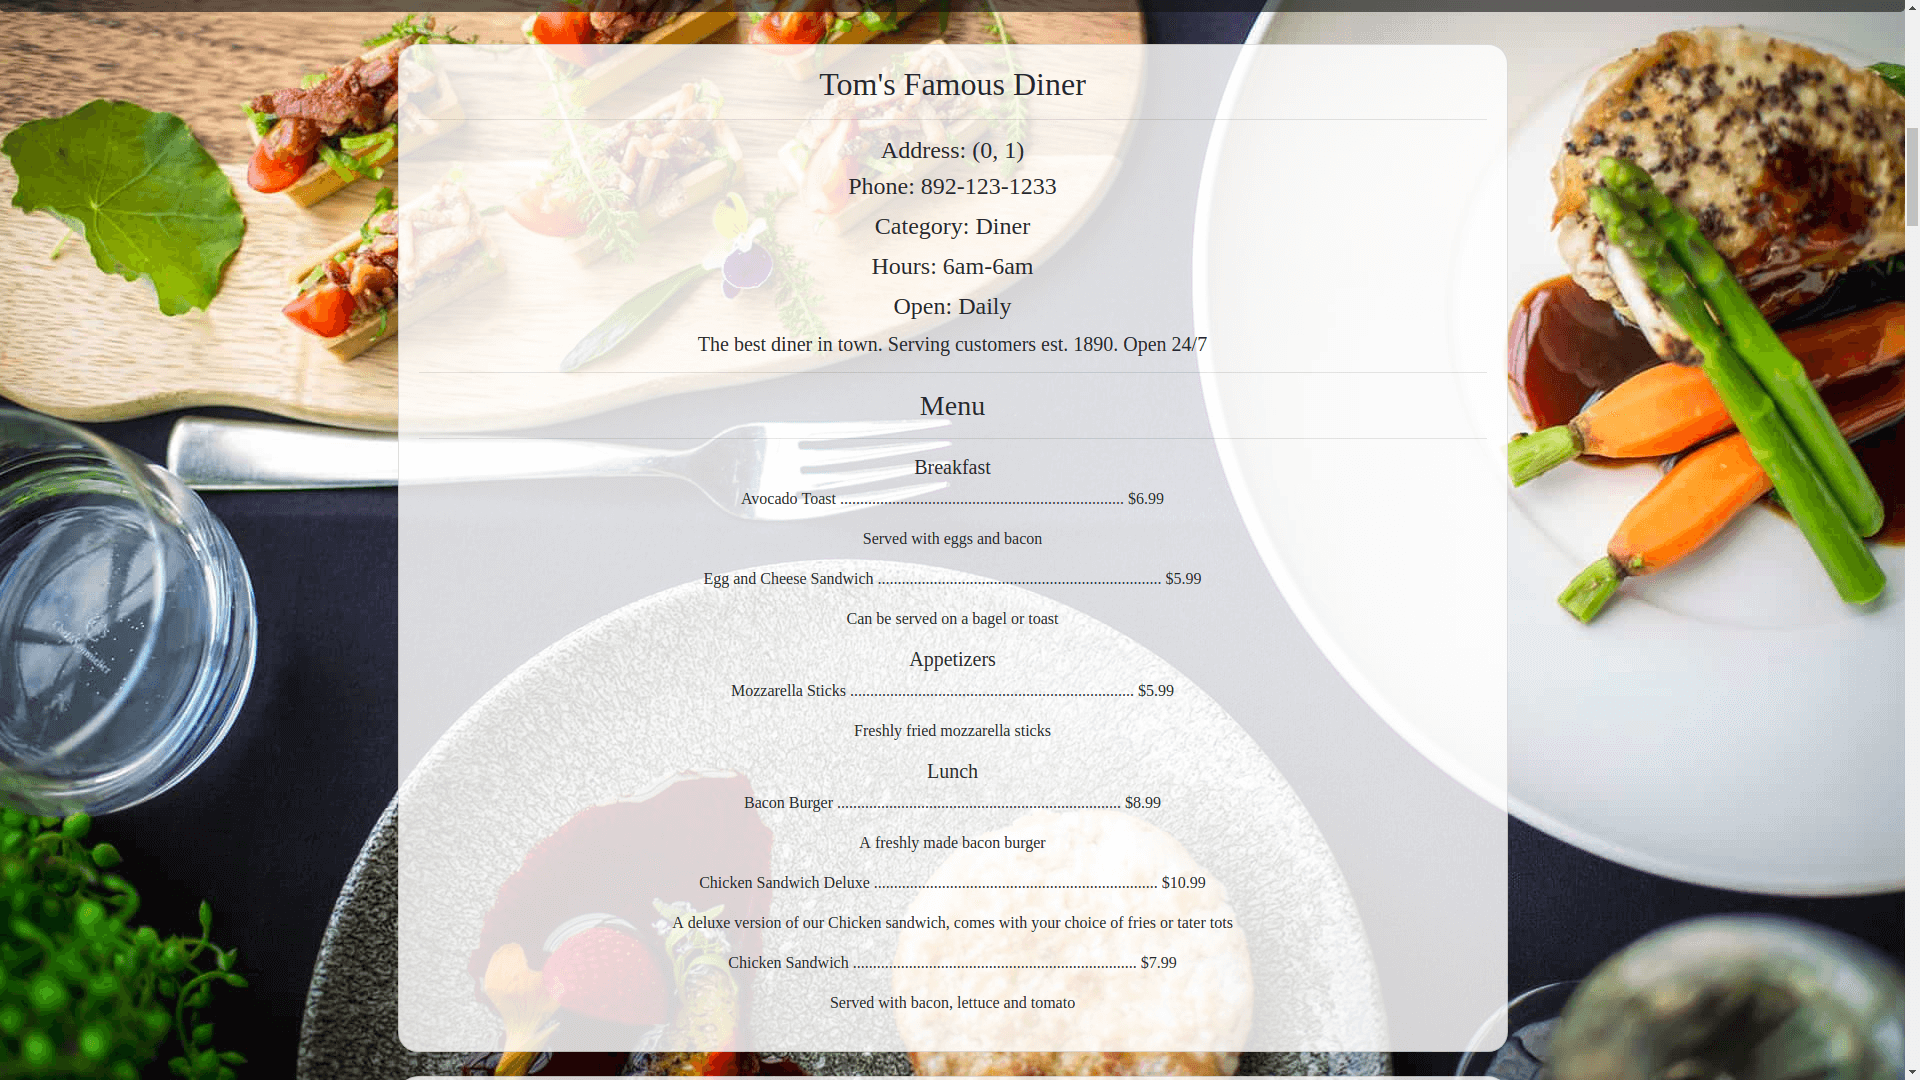 Tom's Famous Diner
Address: (0, 1)
Phone: 892-123-1233
Category: Diner
Hours: 6am-6am
Open: Daily
The best diner in town. Serving customers est. 1890. Open 24/7
Menu
Breakfast
Avocado Toast ....................................................................... $6.99
Served with eggs and bacon
Egg and Cheese Sandwich ....................................................................... $5.99
Can be served on a bagel or toast
Appetizers
Mozzarella Sticks ....................................................................... $5.99
Freshly fried mozzarella sticks
Lunch
Bacon Burger ....................................................................... $8.99
A freshly made bacon burger
Chicken Sandwich Deluxe ....................................................................... $10.99
A deluxe version of our Chicken sandwich, comes with your choice of fries or tater tots
Chicken Sandwich ....................................................................... $7.99
Served with bacon, lettuce and tomato